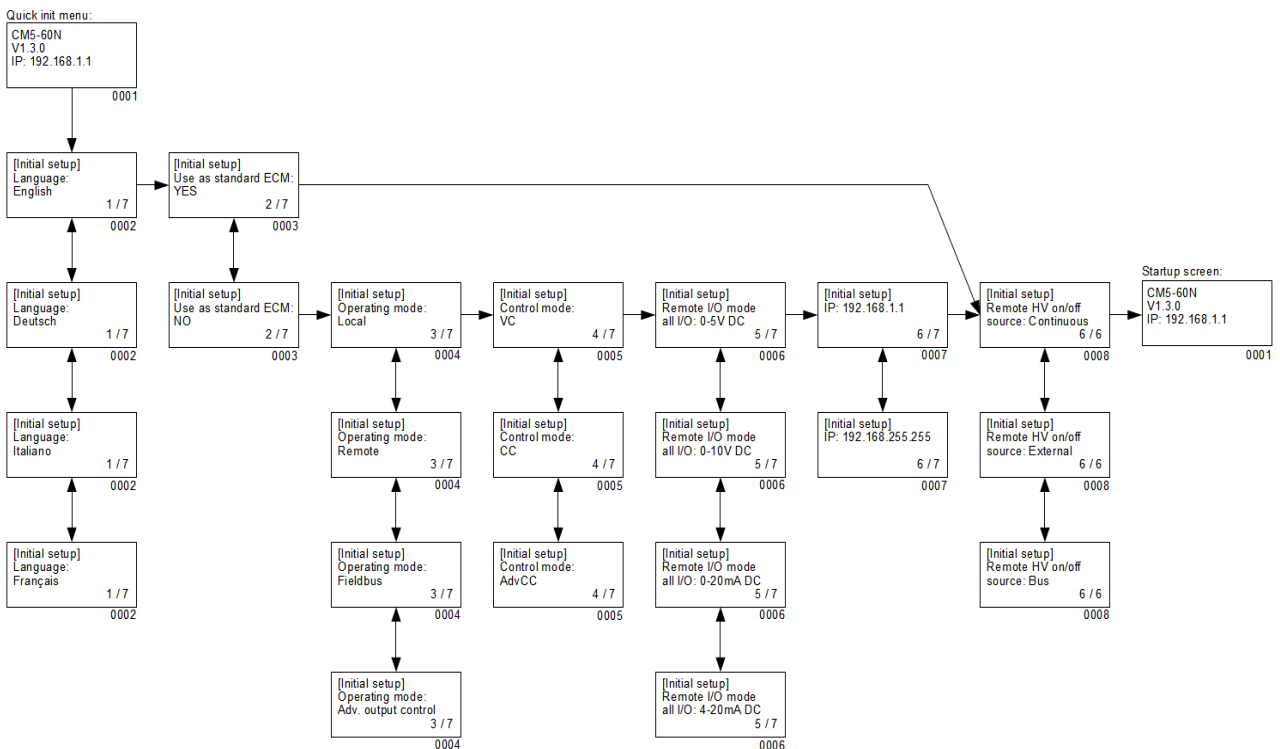 Quick init menu:
CM5-60N
V1.3.0
IP: 192.168.1.1
0001
[Initial setup]
Language:
English
1 / 7
0002
[Initial setup]
Use as standard ECM:
YES
2 / 7
0003
[Initial setup]
Language:
Deutsch
1 / 7
0002
[Initial setup]
Use as standard ECM:
NO
2 / 7
0003
[Initial setup]
Operating mode:
Local
3 / 7
0004
[Initial setup]
Control mode:
VC
4 / 7
0005
[Initial setup]
Remote I/O mode
all I/O: 0-5V DC
5 / 7
0006
[Initial setup]
IP: 192.168.1.1
6 / 7
0007
[Initial setup]
Remote HV on/off
source: Continuous
6 / 6
0008
Startup screen:
CM5-60N
V1.3.0
IP: 192.168.1.1
0001
[Initial setup]
Language:
Italiano
1 / 7
0002
[Initial setup]
Operating mode:
Remote
3 / 7
0004
[Initial setup]
Control mode:
CC
4 / 7
0005
[Initial setup]
Remote I/O mode
all I/O: 0-10V DC
5 / 7
0006
[Initial setup]
IP: 192.168.255.255
6 / 7
0007
[Initial setup]
Remote HV on/off
source: External
6 / 6
0008
[Initial setup]
Language:
Français
1 / 7
0002
[Initial setup]
Operating mode:
Fieldbus
3 / 7
0004
[Initial setup]
Control mode:
AdvCC
4 / 7
0005
[Initial setup]
Remote I/O mode
all I/O: 0-20mA DC
5 / 7
0006
[Initial setup]
Remote HV on/off
source: Bus
6 / 6
0008
[Initial setup]
Operating mode:
Adv. output control
3 / 7
0004
[Initial setup]
Remote I/O mode
all I/O: 4-20mA DC
5 / 7
0006